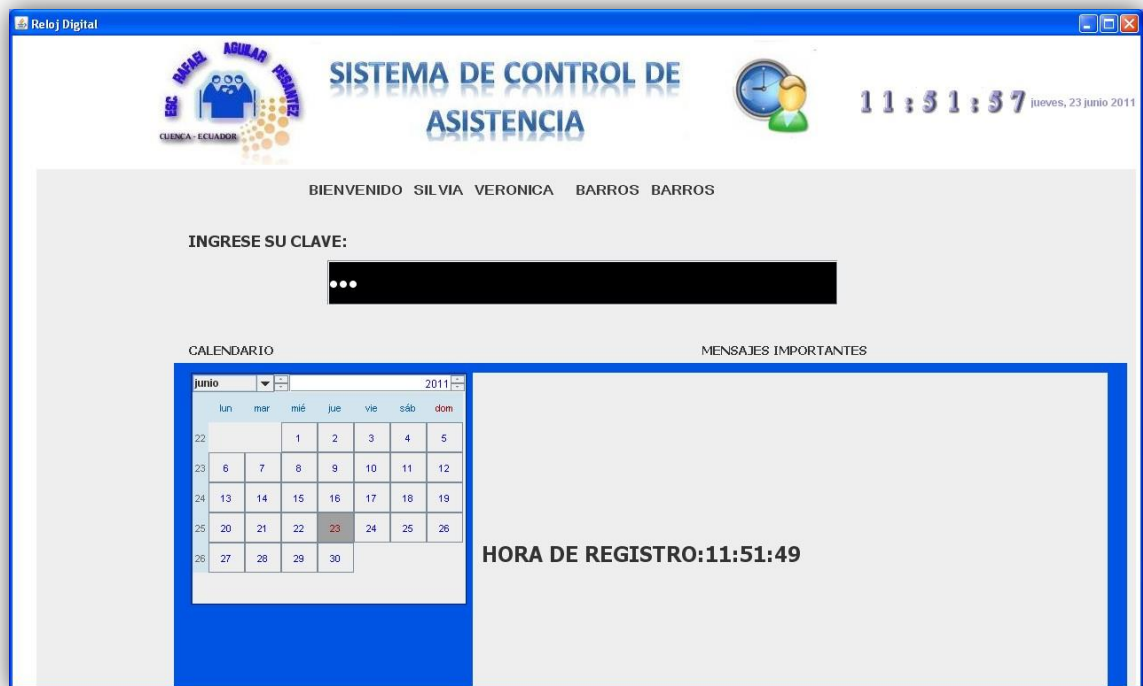 Reloj Digital
ESC RAFAEL AGUILAR PESANTEZ
CUENCA - ECUADOR
SISTEMA DE CONTROL DE
ASISTENCIA
11:51:57 jueves, 23 junio 2011
BIENVENIDO SILVIA VERONICA BARROS BARROS
INGRESE SU CLAVE:
•••
CALENDARIO
MENSAJES IMPORTANTES
junio 2011
lun mar mié jue vie sáb dom
22 1 2 3 4 5
23 6 7 8 9 10 11 12
24 13 14 15 16 17 18 19
25 20 21 22 23 24 25 26
26 27 28 29 30
HORA DE REGISTRO:11:51:49